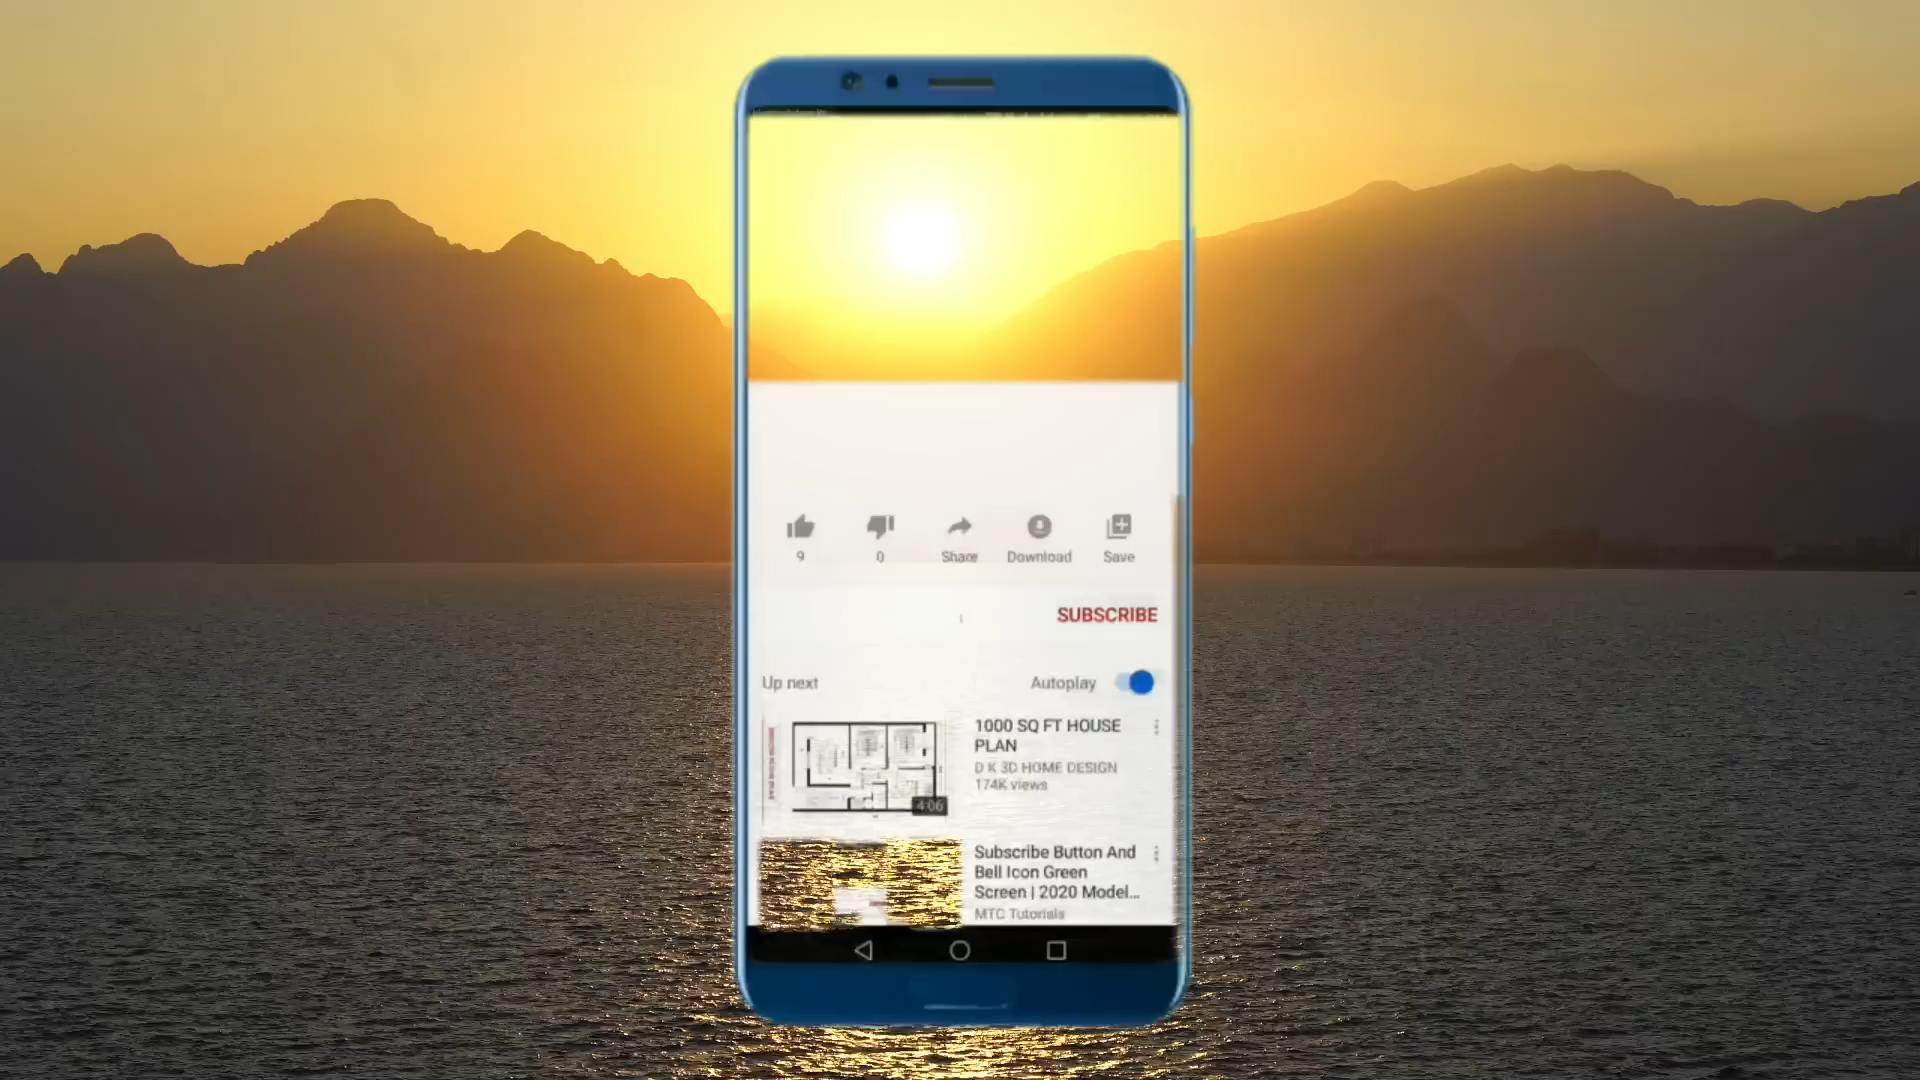 9
0
Share
Download
Save
SUBSCRIBE
Up next
Autoplay
1000 SQ FT HOUSE
PLAN
D K 3D HOME DESIGN
174K views
4:06
Subscribe Button And
Bell Icon Green
Screen | 2020 Model...
MTC Tutorials